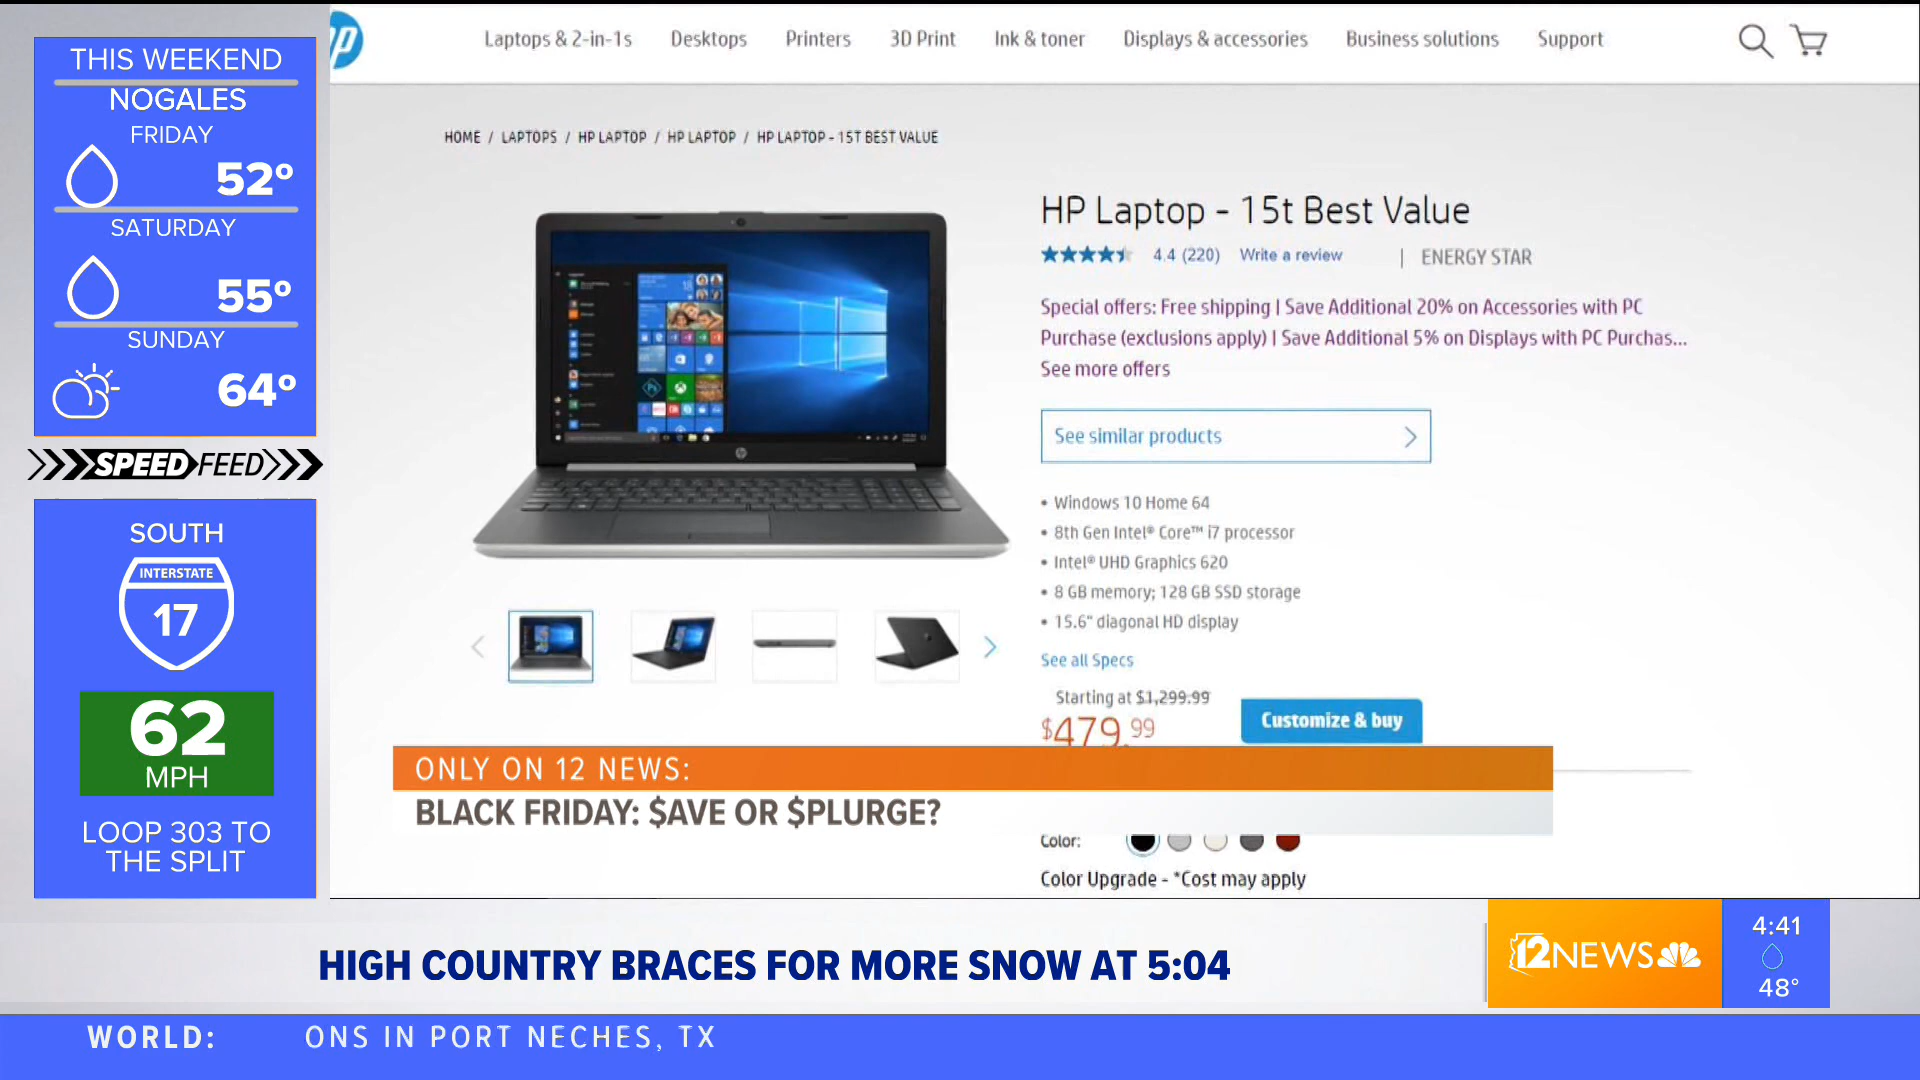 THIS WEEKEND
NOGALES
FRIDAY
52°
SATURDAY
55°
SUNDAY
64°
SPEED FEED
SOUTH
INTERSTATE
17
62
MPH
LOOP 303 TO
THE SPLIT
hp
Laptops & 2-in-1s
Desktops
Printers
3D Print
Ink & toner
Displays & accessories
Business solutions
Support
HOME / LAPTOPS / HP LAPTOP / HP LAPTOP / HP LAPTOP - 15T BEST VALUE
HP Laptop - 15t Best Value
4.4 (220) Write a review | ENERGY STAR
Special offers: Free shipping | Save Additional 20% on Accessories with PC
Purchase (exclusions apply) | Save Additional 5% on Displays with PC Purchas...
See more offers
See similar products
• Windows 10 Home 64
• 8th Gen Intel® Core™ i7 processor
• Intel® UHD Graphics 620
• 8 GB memory; 128 GB SSD storage
• 15.6" diagonal HD display
See all Specs
Starting at $1,299.99
$479.99
Customize & buy
ONLY ON 12 NEWS:
BLACK FRIDAY: $AVE OR $PLURGE?
Color:
Color Upgrade - *Cost may apply
HIGH COUNTRY BRACES FOR MORE SNOW AT 5:04
12NEWS
4:41
48°
WORLD: ONS IN PORT NECHES, TX